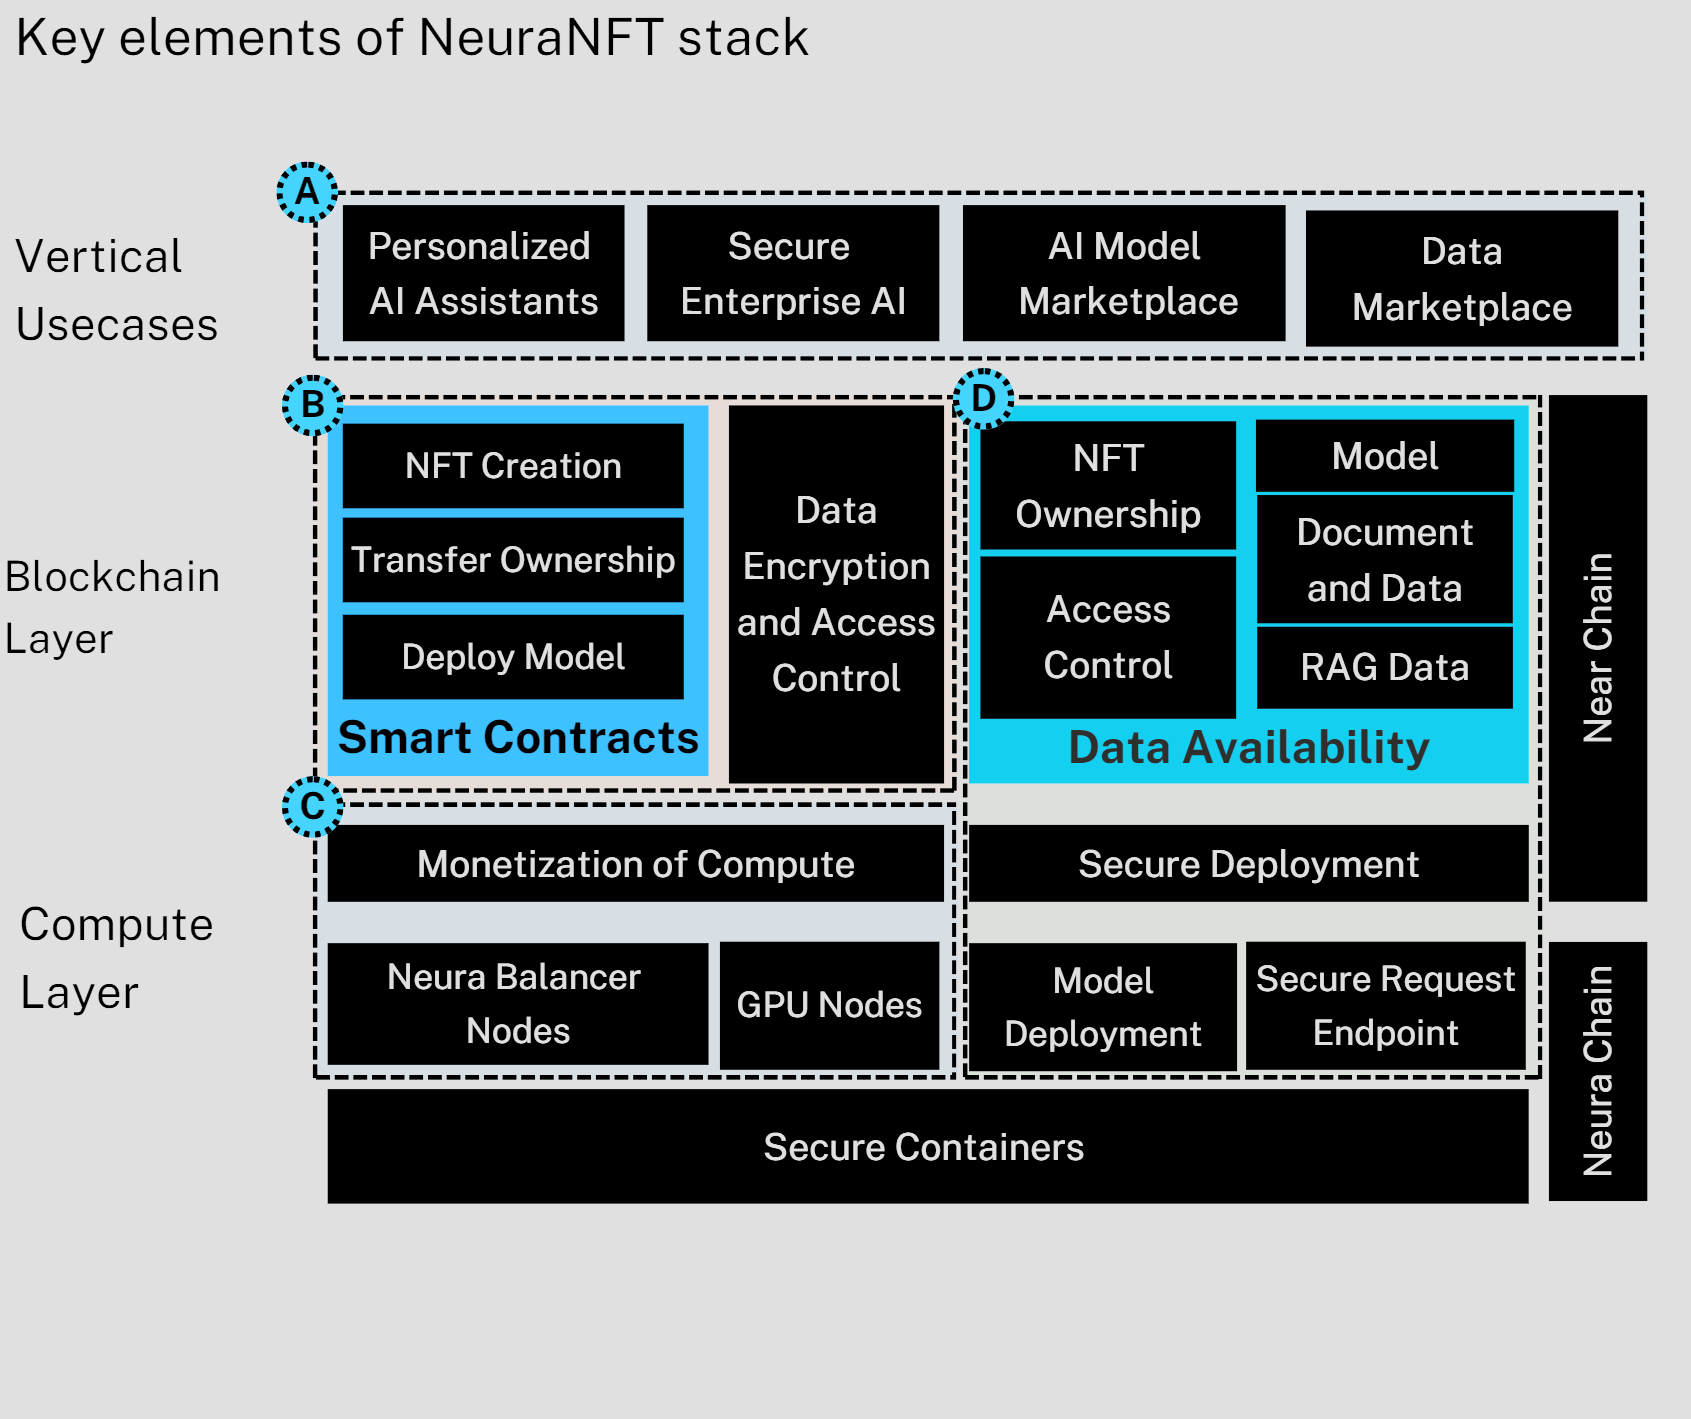 Key elements of NeuraNFT stack
A
Vertical
Usecases
Personalized
AI Assistants
Secure
Enterprise AI
AI Model
Marketplace
Data
Marketplace
Blockchain
Layer
B
NFT Creation
Transfer Ownership
Deploy Model
Smart Contracts
Data
Encryption
and Access
Control
D
NFT
Ownership
Access
Control
Model
Document
and Data
RAG Data
Data Availability
Near Chain
Compute
Layer
C
Monetization of Compute
Neura Balancer
Nodes
GPU Nodes
Secure Deployment
Model
Deployment
Secure Request
Endpoint
Neura Chain
Secure Containers